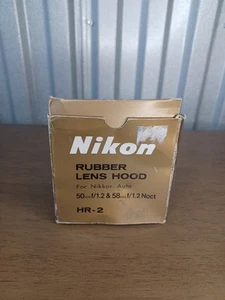 Nikon
RUBBER
LENS HOOD
For Nikkor Auto
50mm f/1.2 & 58mm f/1.2 Noct
HR-2